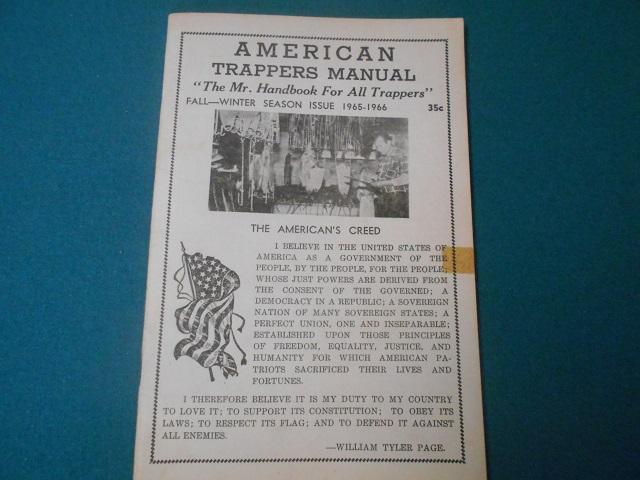 AMERICAN
TRAPPERS MANUAL
"The Mr. Handbook For All Trappers"
FALL—WINTER SEASON ISSUE 1965-1966 35c
THE AMERICAN'S CREED
I BELIEVE IN THE UNITED STATES OF
AMERICA AS A GOVERNMENT OF THE
PEOPLE, BY THE PEOPLE, FOR THE PEOPLE;
WHOSE JUST POWERS ARE DERIVED FROM
THE CONSENT OF THE GOVERNED; A
DEMOCRACY IN A REPUBLIC; A SOVEREIGN
NATION OF MANY SOVEREIGN STATES; A
PERFECT UNION, ONE AND INSEPARABLE;
ESTABLISHED UPON THOSE PRINCIPLES
OF FREEDOM, EQUALITY, JUSTICE, AND
HUMANITY FOR WHICH AMERICAN PA-
TRIOTS SACRIFICED THEIR LIVES AND
FORTUNES.
I THEREFORE BELIEVE IT IS MY DUTY TO MY COUNTRY
TO LOVE IT; TO SUPPORT ITS CONSTITUTION; TO OBEY ITS
LAWS; TO RESPECT ITS FLAG; AND TO DEFEND IT AGAINST
ALL ENEMIES.
—WILLIAM TYLER PAGE.